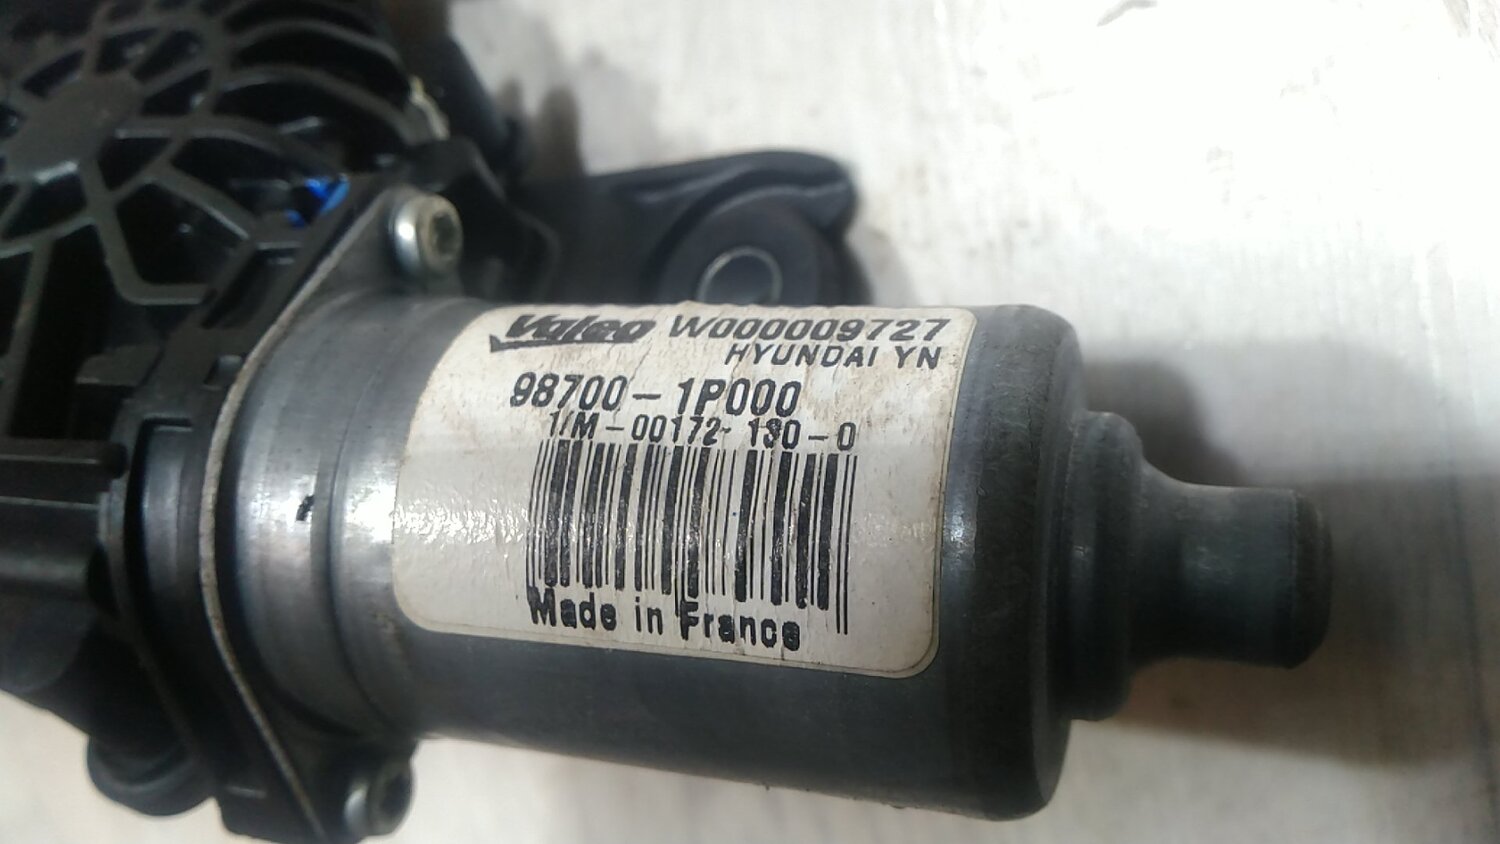 Valeo W000009727
HYUNDAI YN
98700-1P000
1/M-00172-130-0
Made in France